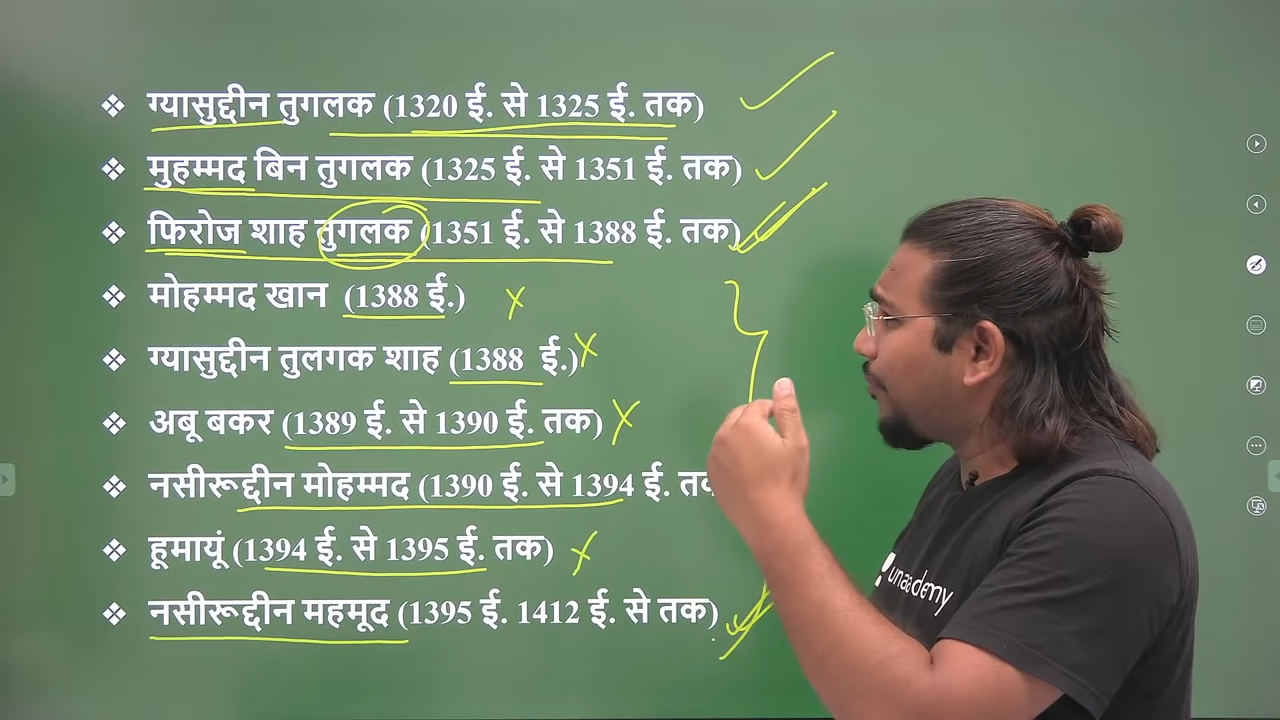 ❖ ग्यासुद्दीन तुगलक (1320 ई. से 1325 ई. तक)
❖ मुहम्मद बिन तुगलक (1325 ई. से 1351 ई. तक)
❖ फिरोज शाह तुगलक (1351 ई. से 1388 ई. तक)
❖ मोहम्मद खान (1388 ई.)
❖ ग्यासुद्दीन तुलगक शाह (1388 ई.)
❖ अबू बकर (1389 ई. से 1390 ई. तक)
❖ नसीरूद्दीन मोहम्मद (1390 ई. से 1394 ई.
❖ हूमायूं (1394 ई. से 1395 ई. तक)
❖ नसीरूद्दीन महमूद (1395 ई. 1412 ई. से तक)
unacademy